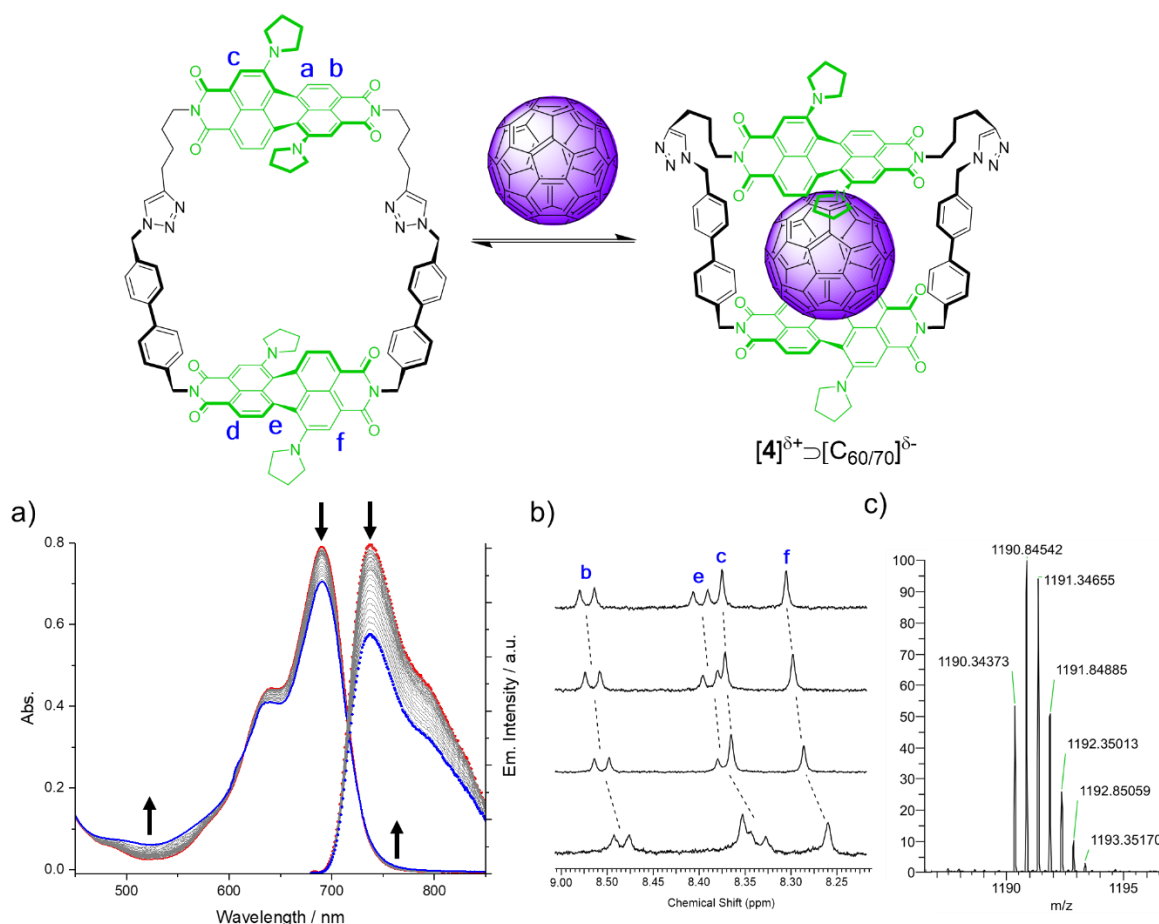 c
N
a
b
O
O
N
N
O
O
N
N
N
N
N
N
N
N
O
O
N
N
O
O
d
e
N
f
N
O
O
N
N
O
O
N
N
N
N
N
N
N
O
O
N
N
O
O
N
[4]δ+⊃[C60/70]δ-
a)
0.8
0.6
0.4
0.2
0.0
Abs.
Em. Intensity / a.u.
500
600
700
800
Wavelength / nm
b)
b
e
c
f
9.00
8.50
8.45
8.40
8.35
8.30
8.25
Chemical Shift (ppm)
c)
100
90
80
70
60
50
40
30
20
10
0
1190.84542
1191.34655
1190.34373
1191.84885
1192.35013
1192.85059
1193.35170
1190
1195
m/z